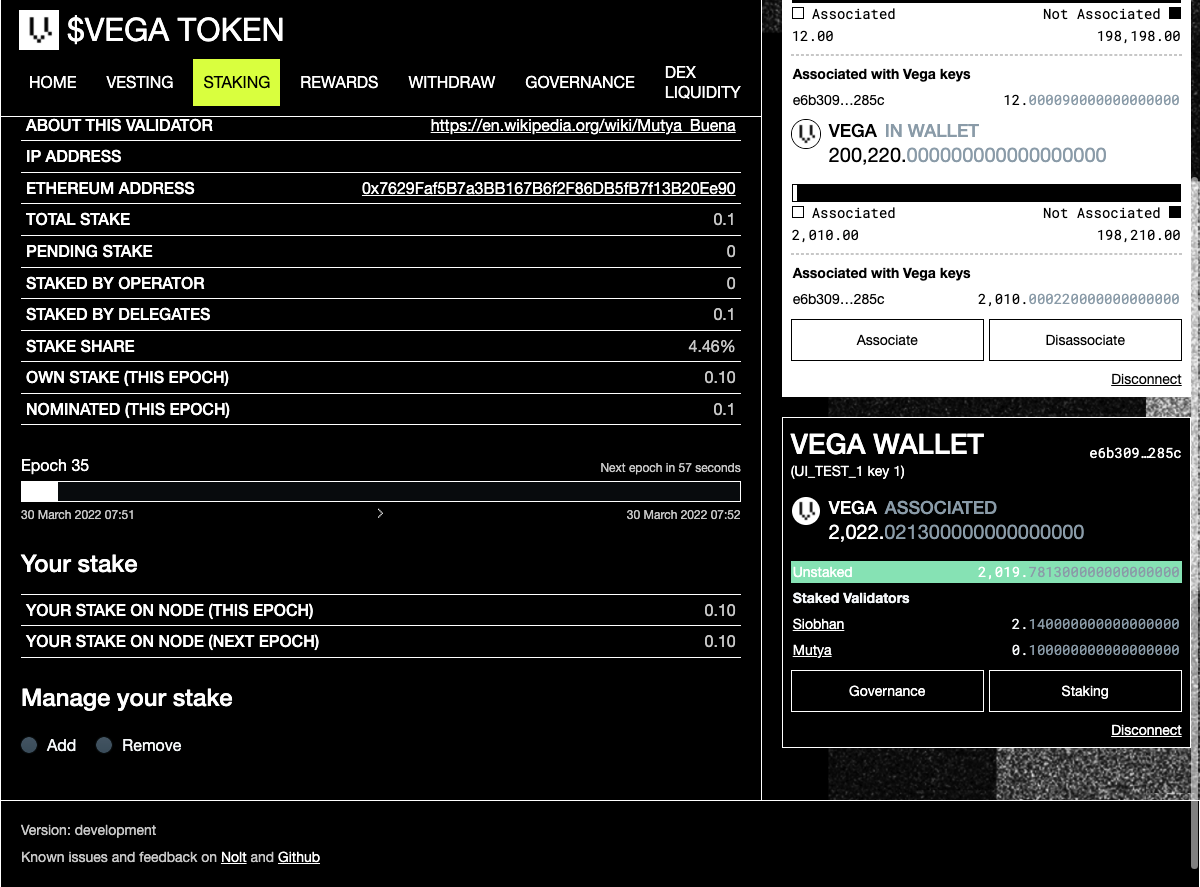 $VEGA TOKEN
HOME VESTING STAKING REWARDS WITHDRAW GOVERNANCE DEX LIQUIDITY
ABOUT THIS VALIDATOR https://en.wikipedia.org/wiki/Mutya_Buena
IP ADDRESS
ETHEREUM ADDRESS 0x7629Faf5B7a3BB167B6f2F86DB5fB7f13B20Ee90
TOTAL STAKE 0.1
PENDING STAKE 0
STAKED BY OPERATOR 0
STAKED BY DELEGATES 0.1
STAKE SHARE 4.46%
OWN STAKE (THIS EPOCH) 0.10
NOMINATED (THIS EPOCH) 0.1
Epoch 35 Next epoch in 57 seconds
30 March 2022 07:51 30 March 2022 07:52
Your stake
YOUR STAKE ON NODE (THIS EPOCH) 0.10
YOUR STAKE ON NODE (NEXT EPOCH) 0.10
Manage your stake
Add Remove
Associated Not Associated
12.00 198,198.00
Associated with Vega keys
e6b309...285c 12.000090000000000000
VEGA IN WALLET
200,220.000000000000000000
Associated Not Associated
2,010.00 198,210.00
Associated with Vega keys
e6b309...285c 2,010.000220000000000000
Associate Disassociate
Disconnect
VEGA WALLET e6b309…285c
(UI_TEST_1 key 1)
VEGA ASSOCIATED
2,022.021300000000000000
Unstaked 2,019.781300000000000000
Staked Validators
Siobhan 2.140000000000000000
Mutya 0.100000000000000000
Governance Staking
Disconnect
Version: development
Known issues and feedback on Nolt and Github